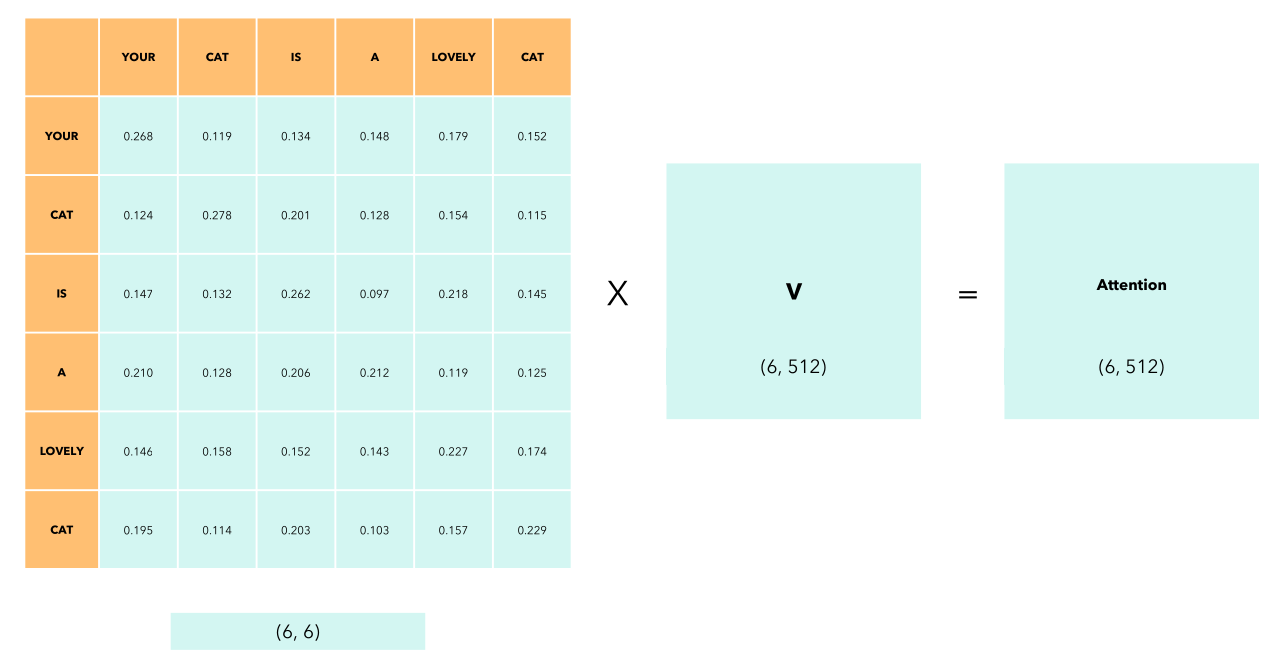 YOUR CAT IS A LOVELY CAT
YOUR 0.268 0.119 0.134 0.148 0.179 0.152
CAT 0.124 0.278 0.201 0.128 0.154 0.115
IS 0.147 0.132 0.262 0.097 0.218 0.145
A 0.210 0.128 0.206 0.212 0.119 0.125
LOVELY 0.146 0.158 0.152 0.143 0.227 0.174
CAT 0.195 0.114 0.203 0.103 0.157 0.229
(6, 6)
X
V
(6, 512)
=
Attention
(6, 512)